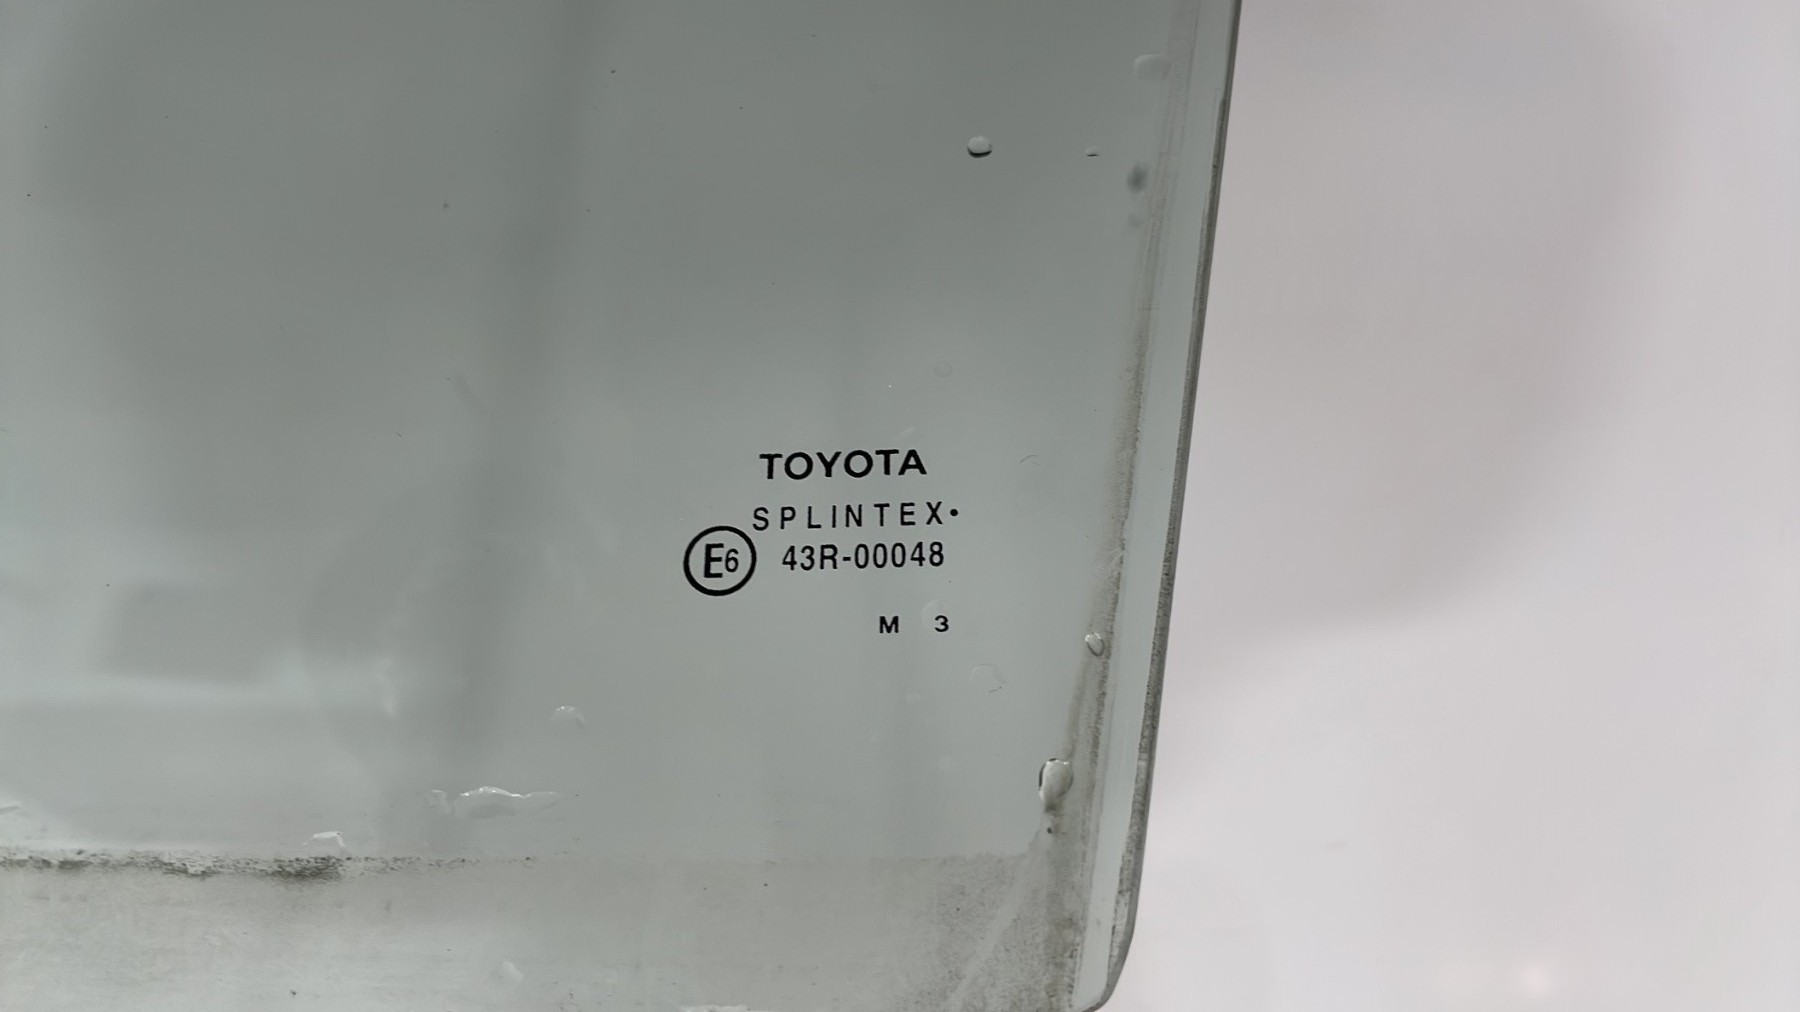 TOYOTA
SPLINTEX•
E6 43R-00048
M 3